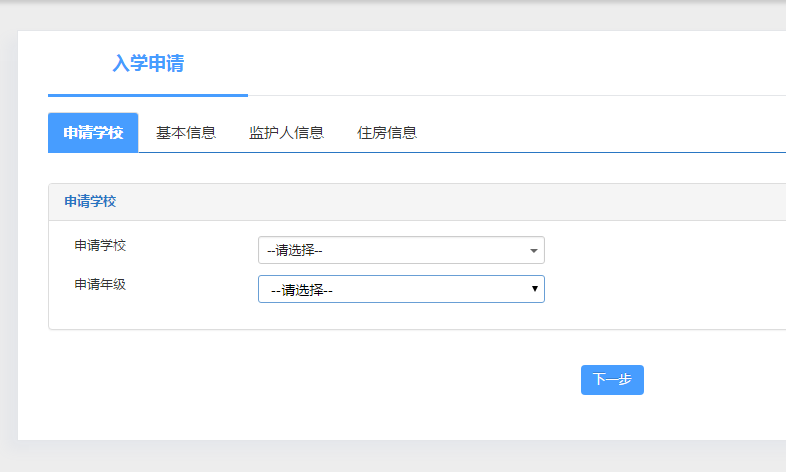 入学申请
申请学校 基本信息 监护人信息 住房信息
申请学校
申请学校 --请选择--
申请年级 --请选择--
下一步